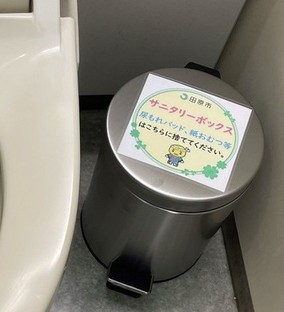 田原市
サニタリーボックス
尿もれパッド、紙おむつ等
はこちらに捨ててください。